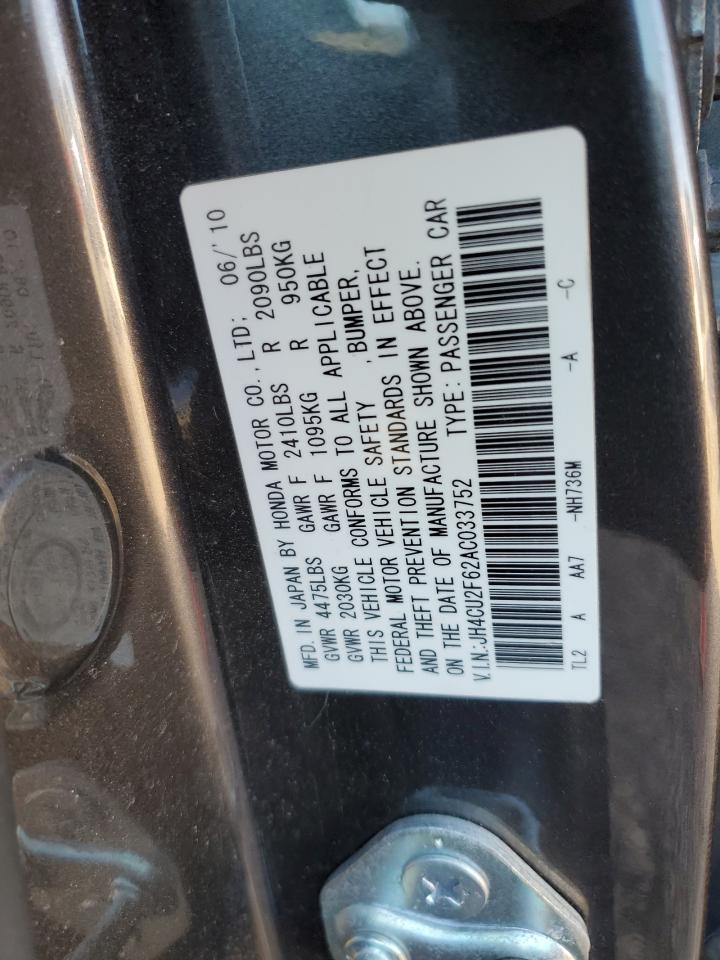 MFD. IN JAPAN BY HONDA MOTOR CO., LTD; 06/'10
GVWR 4475LBS GAWR F 2410LBS R 2090LBS
GVWR 2030KG GAWR F 1095KG R 950KG
THIS VEHICLE CONFORMS TO ALL APPLICABLE
FEDERAL MOTOR VEHICLE SAFETY , BUMPER,
AND THEFT PREVENTION STANDARDS IN EFFECT
ON THE DATE OF MANUFACTURE SHOWN ABOVE.
V.I.N.:JH4CU2F62AC033752 TYPE: PASSENGER CAR
TL2 A AA7 -NH736M -A -C